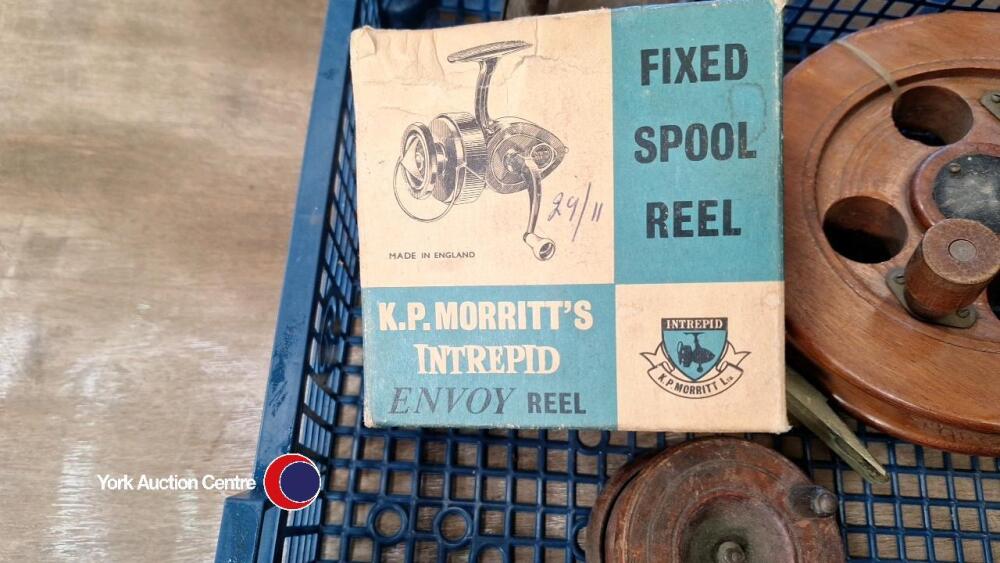 FIXED
SPOOL
REEL
29/11
MADE IN ENGLAND
K.P. MORRITT'S
INTREPID
ENVOY REEL
INTREPID
K.P MORRITT LTD
York Auction Centre